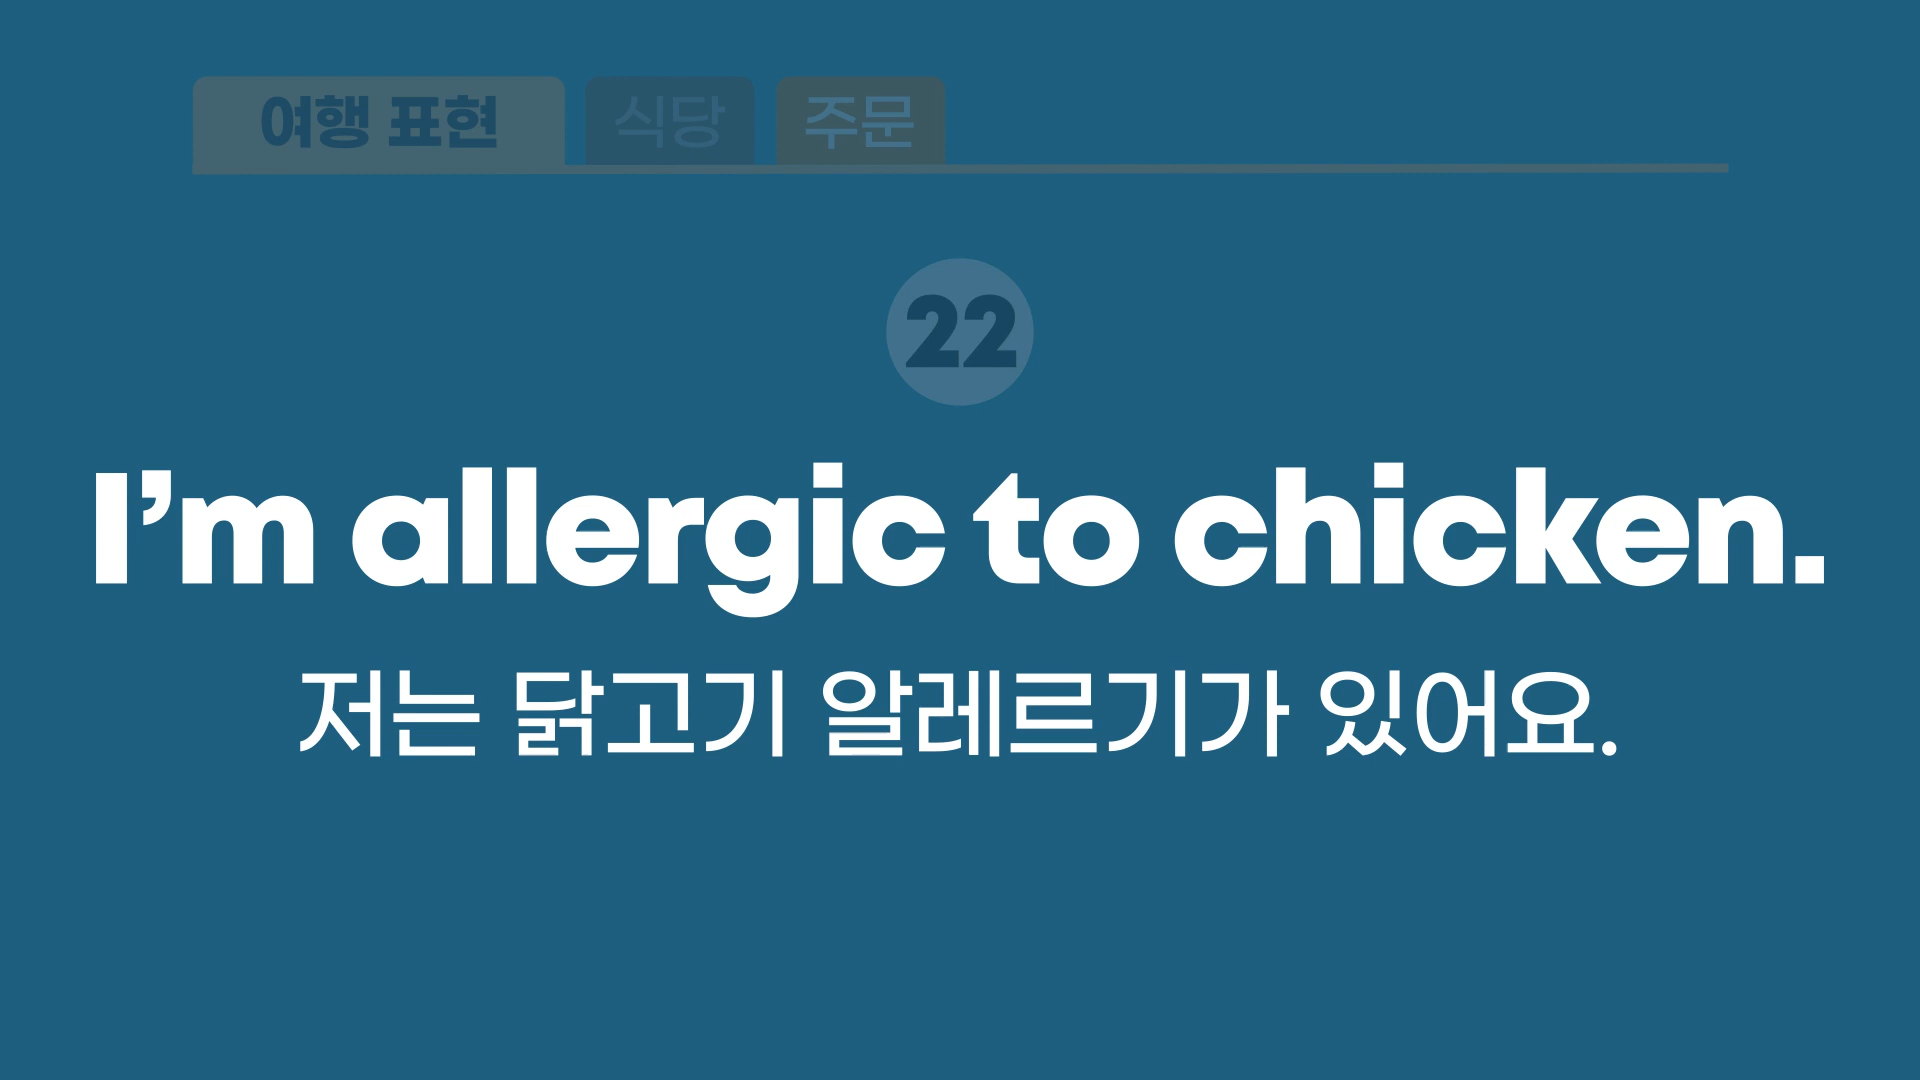 여행 표현 식당 주문
22
I’m allergic to chicken.
저는 닭고기 알레르기가 있어요.